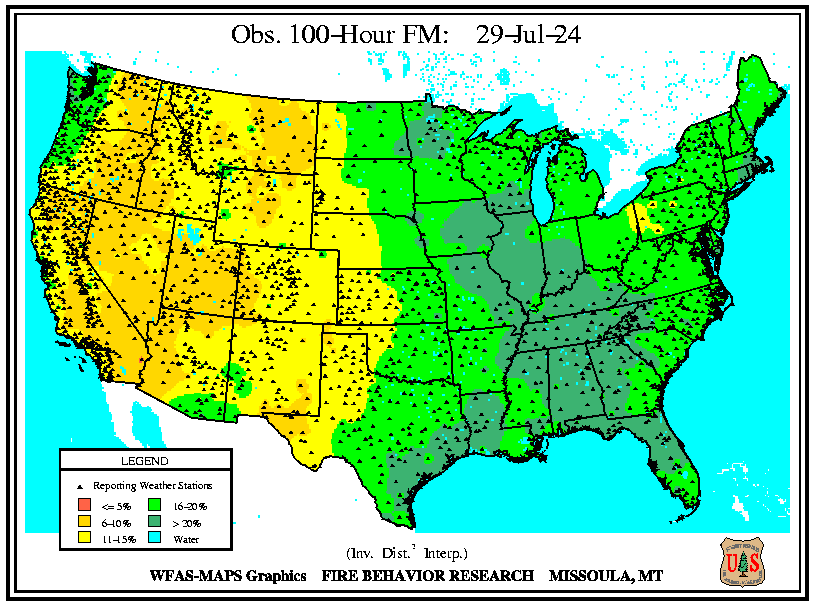 Obs. 100-Hour FM: 29-Jul-24
LEGEND
Reporting Weather Stations
<= 5% 16-20%
6-10% > 20%
11-15% Water
(Inv. Dist.² Interp.)
WFAS-MAPS Graphics FIRE BEHAVIOR RESEARCH MISSOULA, MT
U S